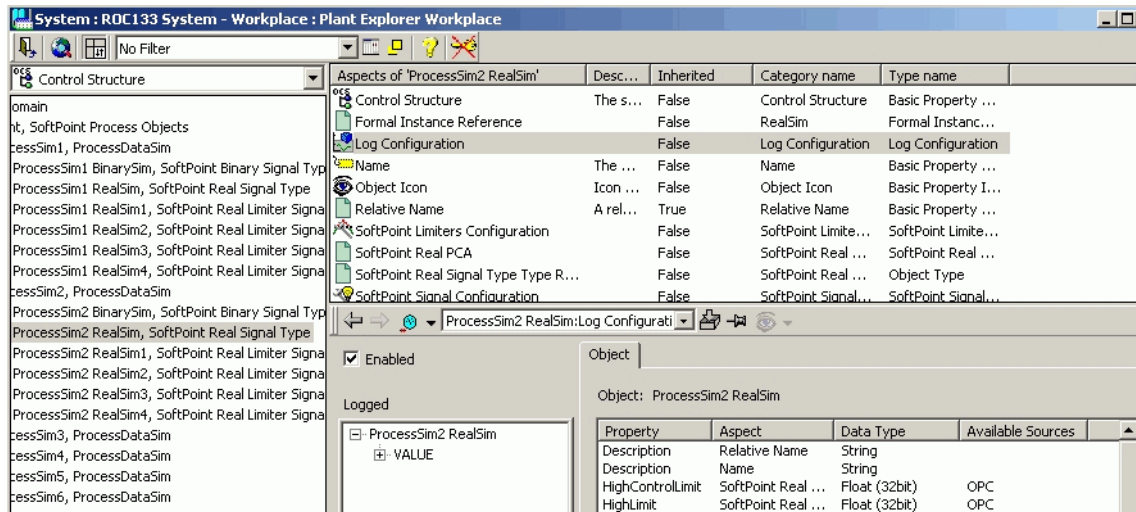 System : ROC133 System - Workplace : Plant Explorer Workplace
No Filter
Control Structure
omain
nt, SoftPoint Process Objects
cessSim1, ProcessDataSim
ProcessSim1 BinarySim, SoftPoint Binary Signal Typ
ProcessSim1 RealSim, SoftPoint Real Signal Type
ProcessSim1 RealSim1, SoftPoint Real Limiter Signa
ProcessSim1 RealSim2, SoftPoint Real Limiter Signa
ProcessSim1 RealSim3, SoftPoint Real Limiter Signa
ProcessSim1 RealSim4, SoftPoint Real Limiter Signa
cessSim2, ProcessDataSim
ProcessSim2 BinarySim, SoftPoint Binary Signal Typ
ProcessSim2 RealSim, SoftPoint Real Signal Type
ProcessSim2 RealSim1, SoftPoint Real Limiter Signa
ProcessSim2 RealSim2, SoftPoint Real Limiter Signa
ProcessSim2 RealSim3, SoftPoint Real Limiter Signa
ProcessSim2 RealSim4, SoftPoint Real Limiter Signa
cessSim3, ProcessDataSim
cessSim4, ProcessDataSim
cessSim5, ProcessDataSim
cessSim6, ProcessDataSim
Aspects of 'ProcessSim2 RealSim' Desc... Inherited Category name Type name
Control Structure The s... False Control Structure Basic Property ...
Formal Instance Reference False RealSim Formal Instanc...
Log Configuration False Log Configuration Log Configuration
Name The ... False Name Basic Property ...
Object Icon Icon ... False Object Icon Basic Property I...
Relative Name A rel... True Relative Name Basic Property ...
SoftPoint Limiters Configuration False SoftPoint Limite... SoftPoint Limite...
SoftPoint Real PCA False SoftPoint Real ... SoftPoint Real ...
SoftPoint Real Signal Type Type R... False SoftPoint Real ... Object Type
SoftPoint Signal Configuration False SoftPoint Signal... SoftPoint Signal...
ProcessSim2 RealSim:Log Configurati
Enabled
Logged
ProcessSim2 RealSim
VALUE
Object
Object: ProcessSim2 RealSim
Property Aspect Data Type Available Sources
Description Relative Name String
Description Name String
HighControlLimit SoftPoint Real ... Float (32bit) OPC
HighLimit SoftPoint Real ... Float (32bit) OPC